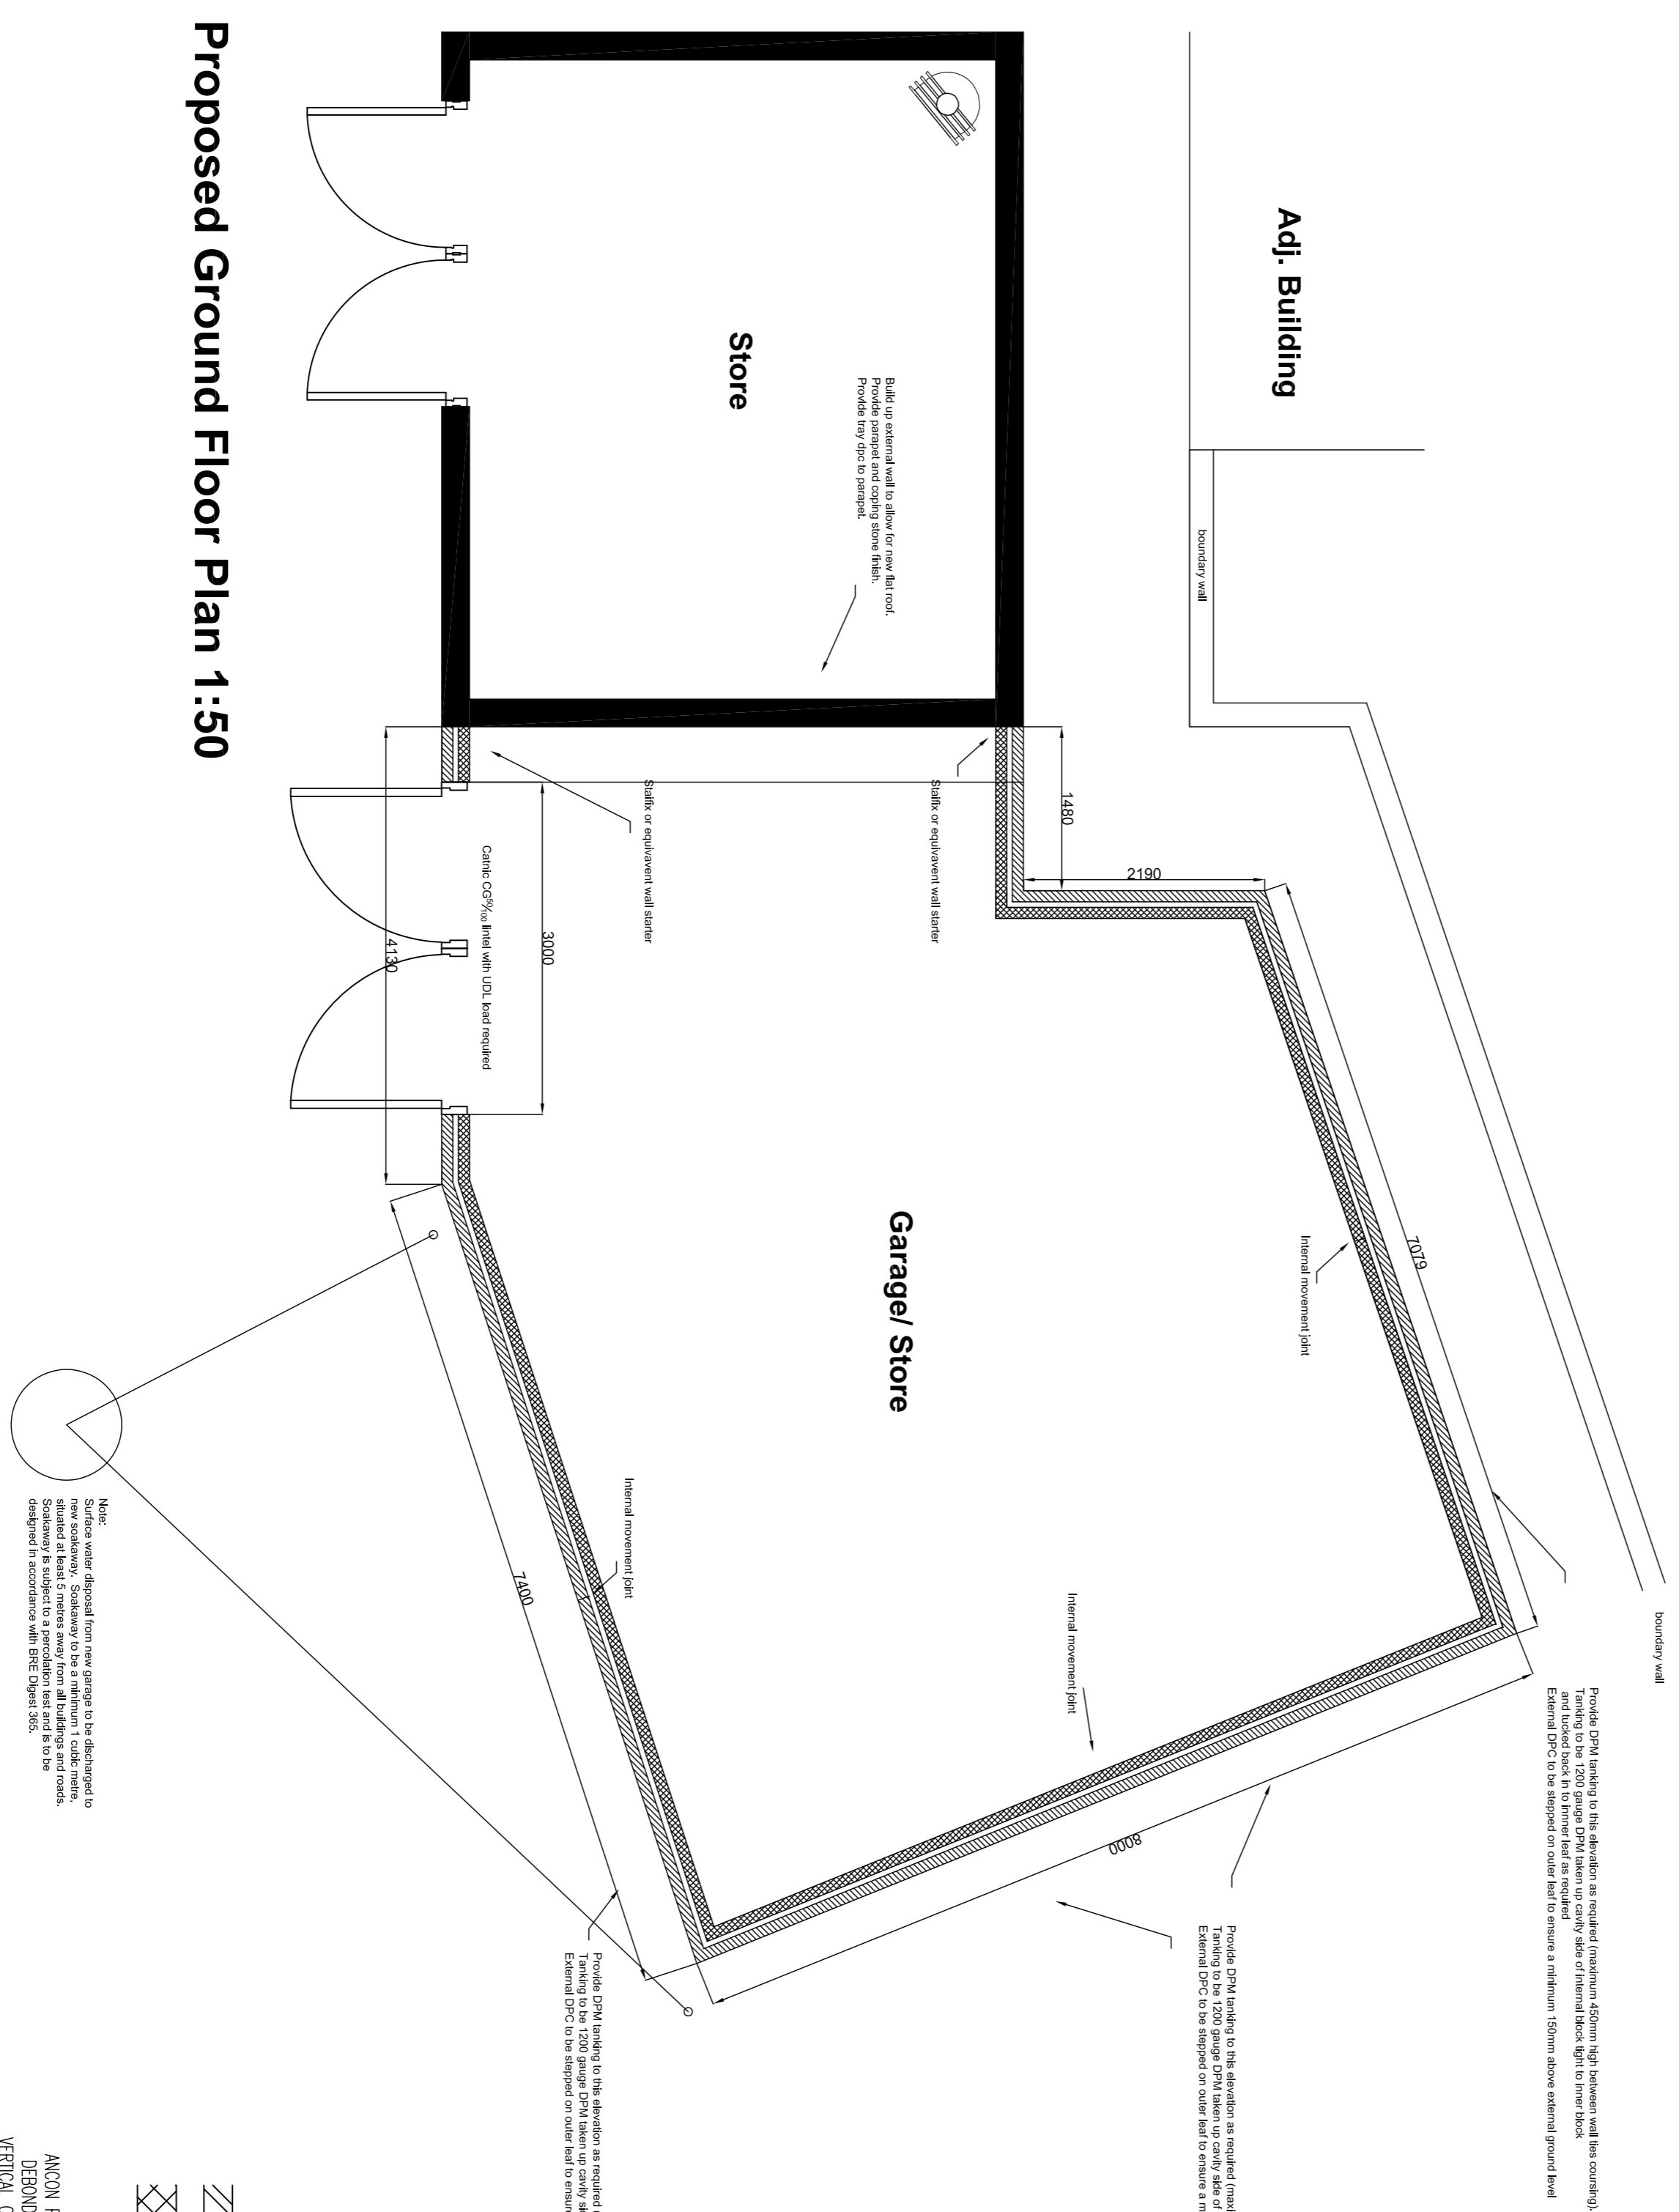 Adj. Building
boundary wall
boundary wall
Provide DPM tanking to this elevation as required (maximum 450mm high between wall ties coursing).
Tanking to be 1200 gauge DPM taken up cavity side of internal block tight to inner block
and tucked back in to innner leaf as required
External DPC to be stepped on outer leaf to ensure a minimum 150mm above external ground level
7079
Internal movement joint
2190
1480
Store
Build up external wall to allow for new flat roof.
Provide parapet and coping stone finish.
Provide tray dpc to parapet.
Staifix or equivavent wall starter
Staifix or equivavent wall starter
Garage/ Store
Internal movement joint
8000
Provide DPM tanking to this elevation as required
Tanking to be 1200 gauge DPM taken up cavity side of
External DPC to be stepped on outer leaf to ensure a
3000
Catnic CG50/100 lintel with UDL load required
4130
Internal movement joint
7400
Provide DPM tanking to this elevation as required
Tanking to be 1200 gauge DPM taken up cavity
External DPC to be stepped on outer leaf to
Proposed Ground Floor Plan 1:50
Note:
Surface water disposal from new garage to be discharged to
new soakaway. Soakaway to be a minimum 1 cubic metre,
situated at least 5 metres away from all buildings and roads.
Soakaway is subject to a percolation test and is to be
designed in accordance with BRE Digest 365.
ANCON
DEBOND
VERTICAL